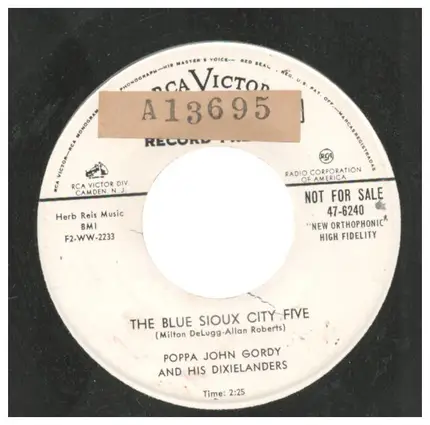 RCA VICTOR
A13695
RCA VICTOR DIV.
CAMDEN, N. J.
RADIO CORPORATION
OF AMERICA
Herb Reis Music
BMI
F2-WW-2233
NOT FOR SALE
47-6240
"NEW ORTHOPHONIC"
HIGH FIDELITY
THE BLUE SIOUX CITY FIVE
(Milton DeLugg-Allan Roberts)
POPPA JOHN GORDY
AND HIS DIXIELANDERS
Time: 2:25